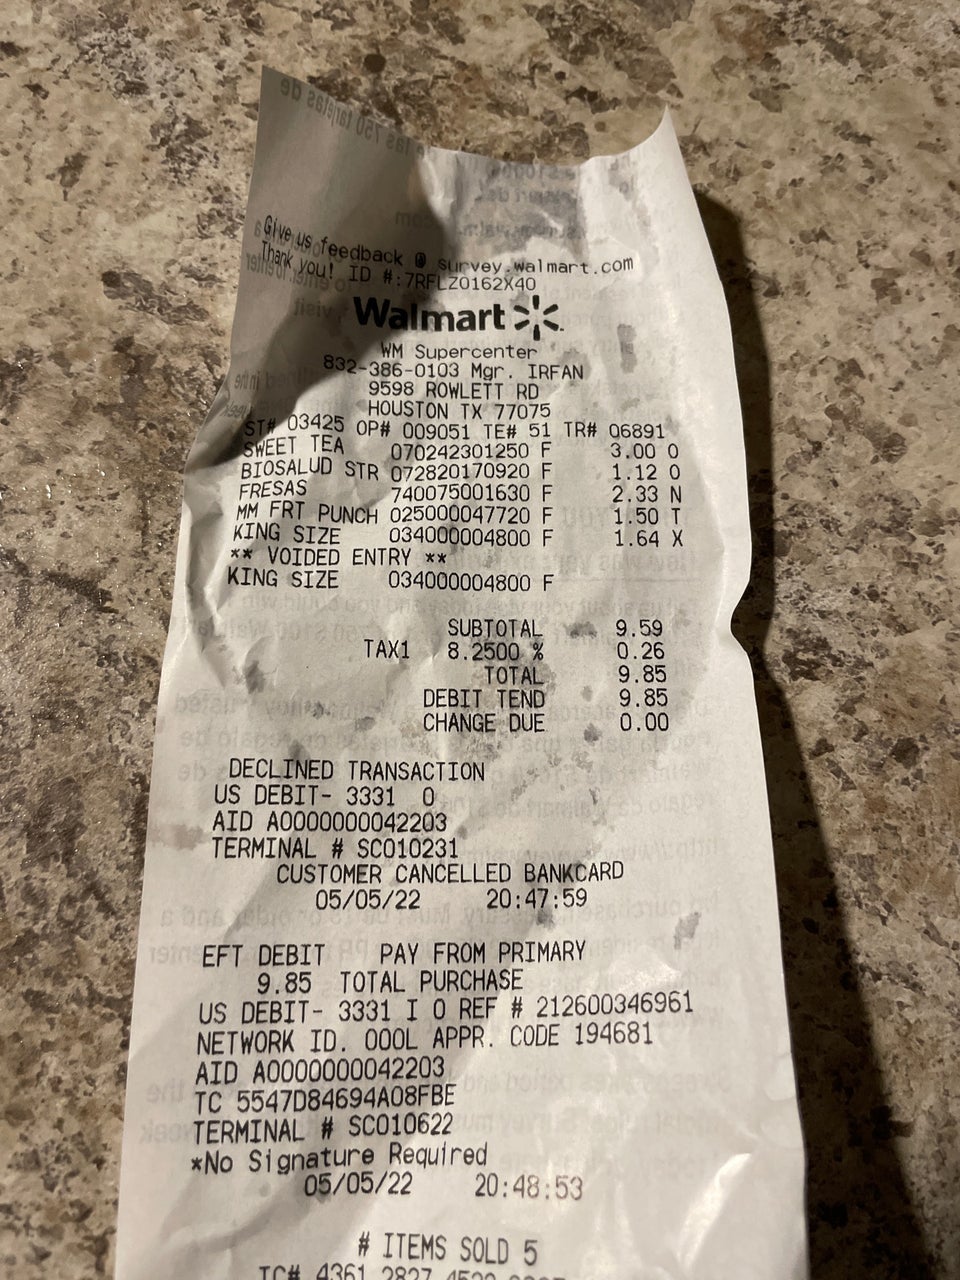 Give us feedback @ survey.walmart.com
Thank you! ID #:7RFLZ0162X40
Walmart
WM Supercenter
832-386-0103 Mgr. IRFAN
9598 ROWLETT RD
HOUSTON TX 77075
ST# 03425 OP# 009051 TE# 51 TR# 06891
SWEET TEA 070242301250 F 3.00 O
BIOSALUD STR 072820170920 F 1.12 O
FRESAS 740075001630 F 2.33 N
MM FRT PUNCH 025000047720 F 1.50 T
KING SIZE 034000004800 F 1.64 X
** VOIDED ENTRY **
KING SIZE 034000004800 F
SUBTOTAL 9.59
TAX1 8.2500 % 0.26
TOTAL 9.85
DEBIT TEND 9.85
CHANGE DUE 0.00
DECLINED TRANSACTION
US DEBIT- 3331 0
AID A0000000042203
TERMINAL # SC010231
CUSTOMER CANCELLED BANKCARD
05/05/22 20:47:59
EFT DEBIT PAY FROM PRIMARY
9.85 TOTAL PURCHASE
US DEBIT- 3331 I 0 REF # 212600346961
NETWORK ID. 000L APPR. CODE 194681
AID A0000000042203
TC 5547D84694A08FBE
TERMINAL # SC010622
*No Signature Required
05/05/22 20:48:53
# ITEMS SOLD 5
TC# 4361 2827